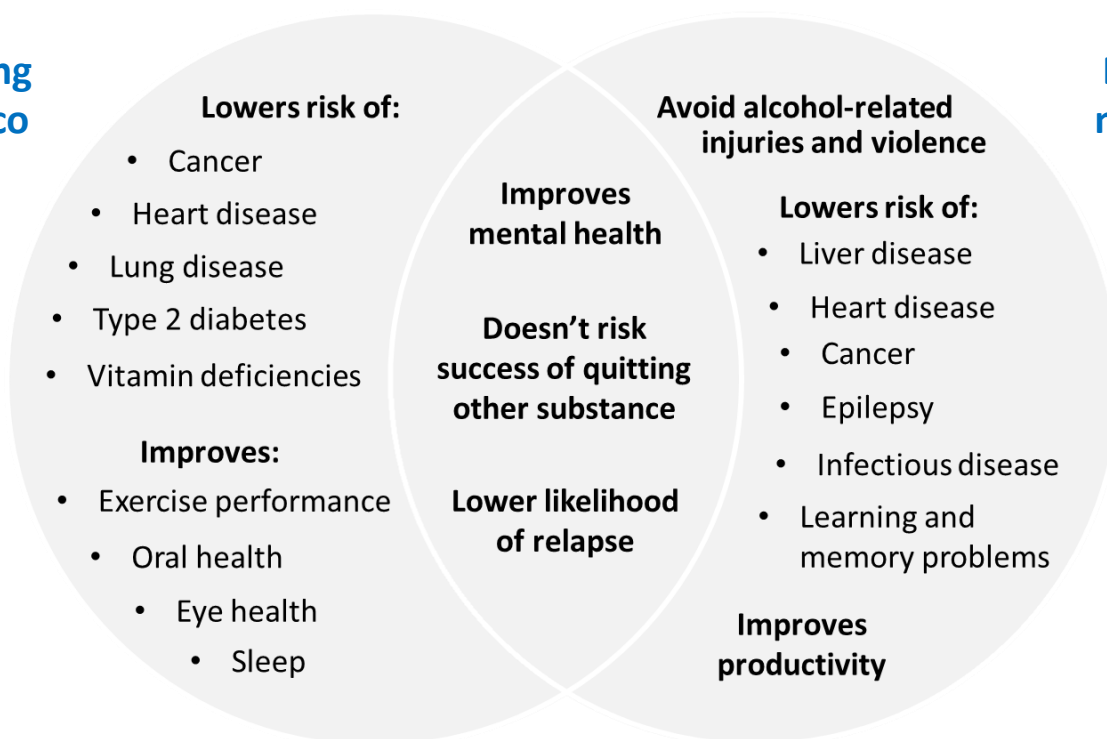 Lowers risk of:
• Cancer
• Heart disease
• Lung disease
• Type 2 diabetes
• Vitamin deficiencies
Improves:
• Exercise performance
• Oral health
• Eye health
• Sleep
Improves
mental health
Doesn’t risk
success of quitting
other substance
Lower likelihood
of relapse
Avoid alcohol-related
injuries and violence
Lowers risk of:
• Liver disease
• Heart disease
• Cancer
• Epilepsy
• Infectious disease
• Learning and
memory problems
Improves
productivity